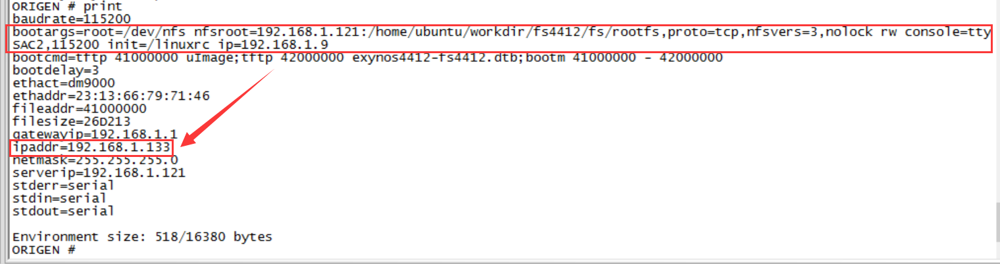 ORIGEN # print
baudrate=115200
bootargs=root=/dev/nfs nfsroot=192.168.1.121:/home/ubuntu/workdir/fs4412/fs/rootfs,proto=tcp,nfsvers=3,nolock rw console=tty
SAC2,115200 init=/linuxrc ip=192.168.1.9
bootcmd=tftp 41000000 uImage;tftp 42000000 exynos4412-fs4412.dtb;bootm 41000000 - 42000000
bootdelay=3
ethact=dm9000
ethaddr=23:13:66:79:71:46
fileaddr=41000000
filesize=26D213
gatewayip=192.168.1.1
ipaddr=192.168.1.133
netmask=255.255.255.0
serverip=192.168.1.121
stderr=serial
stdin=serial
stdout=serial
Environment size: 518/16380 bytes
ORIGEN #